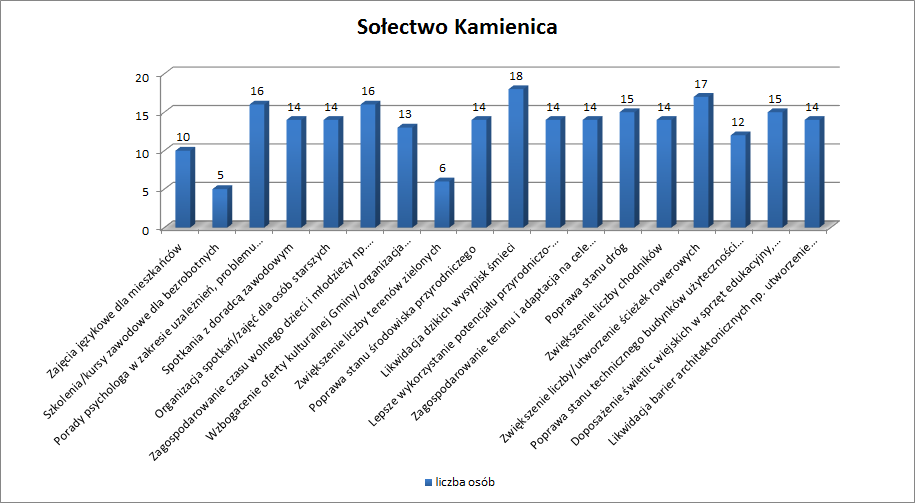 Sołectwo Kamienica
20
15
10
5
0
10
5
16
14
14
16
13
6
14
18
14
14
15
14
17
12
15
14
Zajęcia językowe dla mieszkańców
Szkolenia/kursy zawodowe dla bezrobotnych
Porady psychologa w zakresie uzależnień, problemu...
Spotkania z doradcą zawodowym
Organizacja spotkań/zajęć dla osób starszych
Zagospodarowanie czasu wolnego dzieci i młodzieży np....
Wzbogacenie oferty kulturalnej Gminy/organizacja...
Zwiększenie liczby terenów zielonych
Poprawa stanu środowiska przyrodniczego
Likwidacja dzikich wysypisk śmieci
Lepsze wykorzystanie potencjału przyrodniczo-...
Zagospodarowanie terenu i adaptacja na cele...
Poprawa stanu dróg
Zwiększenie liczby chodników
Zwiększenie liczby/utworzenie ścieżek rowerowych
Poprawa stanu technicznego budynków użyteczności...
Doposażenie świetlic wiejskich w sprzęt edukacyjny,...
Likwidacja barier architektonicznych np. utworzenie...
liczba osób